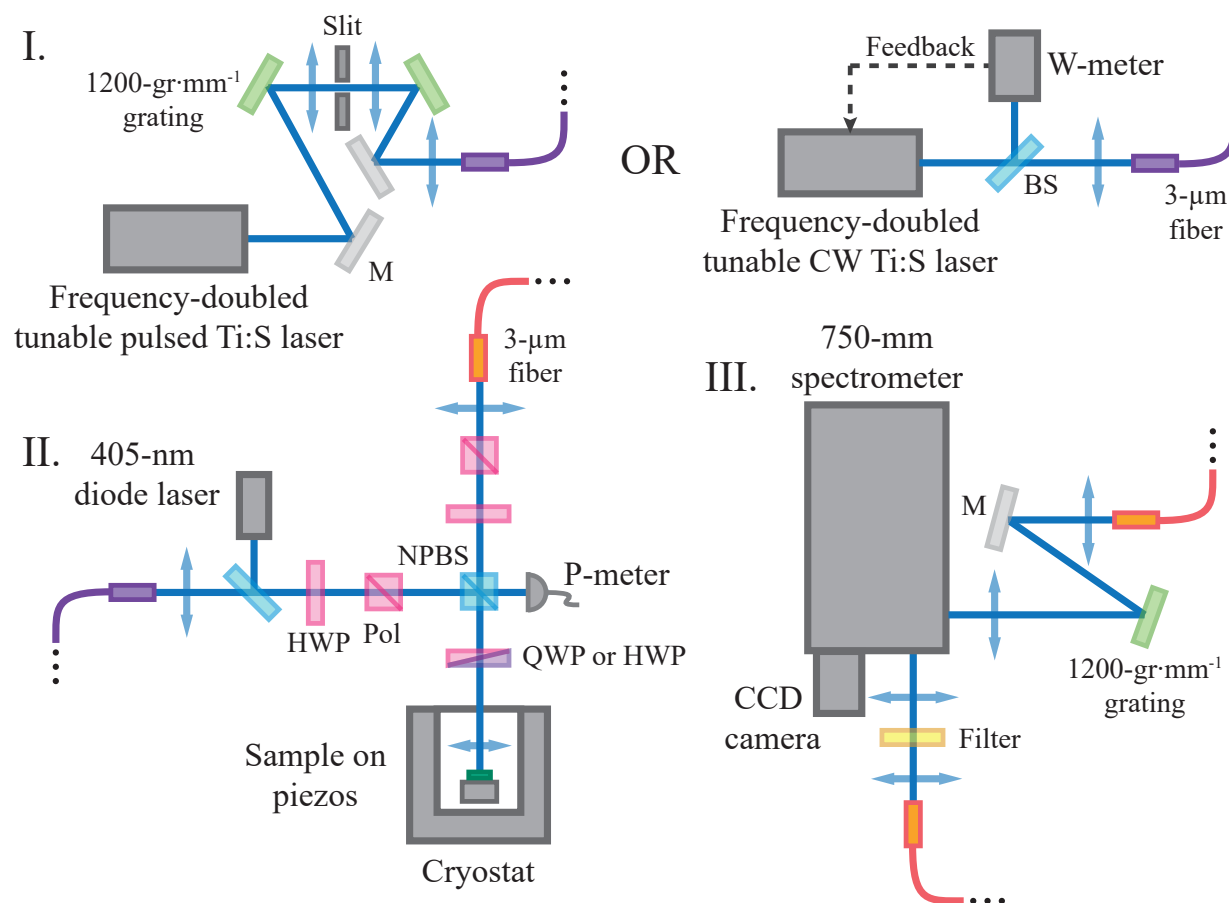 I.
Slit
1200-gr·mm⁻¹
grating
M
Frequency-doubled
tunable pulsed Ti:S laser
OR
Feedback
W-meter
BS
3-µm
fiber
Frequency-doubled
tunable CW Ti:S laser
II.
405-nm
diode laser
3-µm
fiber
NPBS
P-meter
HWP
Pol
QWP or HWP
Sample on
piezos
Cryostat
III.
750-mm
spectrometer
M
1200-gr·mm⁻¹
grating
CCD
camera
Filter